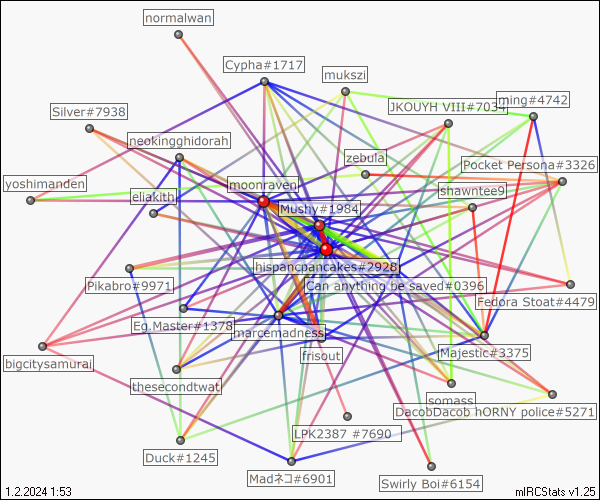 normalwan
Cypha#1717
mukszi
ming#4742
JKOUYH VIII#7034
Silver#7938
neokingghidorah
zebula
Pocket Persona#3326
yoshimanden
moonraven
shawntee9
eliakith
Mushy#1984
hispancpancakes#2928
Pikabro#9971
Can anything be saved#0396
Fedora Stoat#4479
Eg.Master#1378
marcemadness
bigcitysamurai
frisout
Majestic#3375
thesecondtwat
somass
DacobDacob hORNY police#5271
LPK2387 #7690
Duck#1245
Madネコ#6901
Swirly Boi#6154
1.2.2024 1:53
mIRCStats v1.25